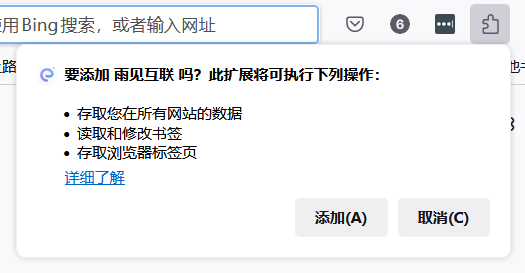 使用Bing搜索，或者输入网址
6
要添加 雨见互联 吗？此扩展将可执行下列操作：
存取您在所有网站的数据
读取和修改书签
存取浏览器标签页
详细了解
添加(A)
取消(C)